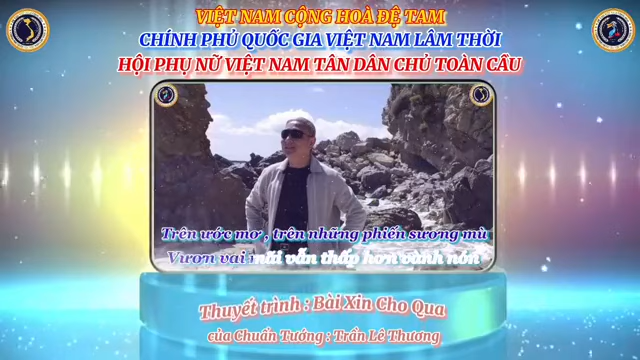 VIỆT NAM CỘNG HOÀ ĐỆ TAM
CHÍNH PHỦ QUỐC GIA VIỆT NAM LÂM THỜI
HỘI PHỤ NỮ VIỆT NAM TÂN DÂN CHỦ TOÀN CẦU
Trên ước mơ , trên những phiến sương mù
Vươn vai mãi vẫn thấp hơn vành nón
Thuyết trình : Bài Xin Cho Qua
của Chuẩn Tướng : Trần Lê Thương